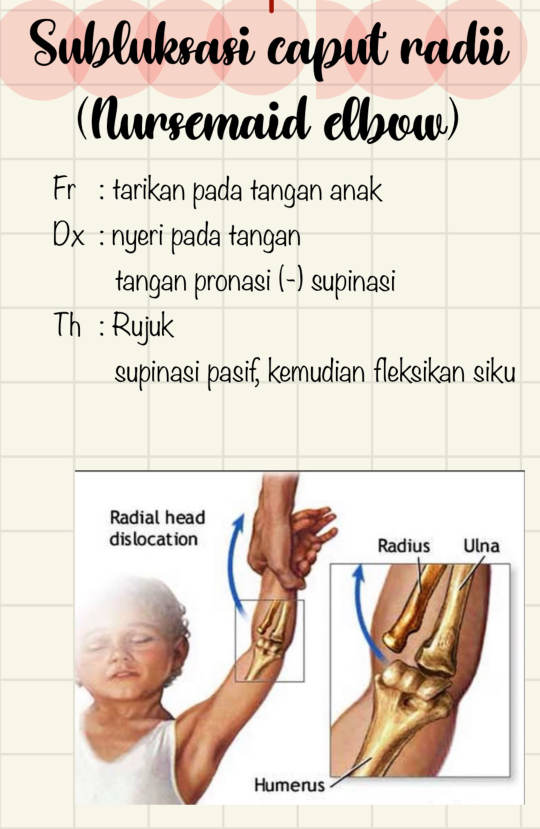 Subluksasi caput radii
(Nursemaid elbow)
Fr : tarikan pada tangan anak
Dx : nyeri pada tangan
tangan pronasi (-) supinasi
Th : Rujuk
supinasi pasif, kemudian fleksikan siku
Radial head
dislocation
Radius
Ulna
Humerus